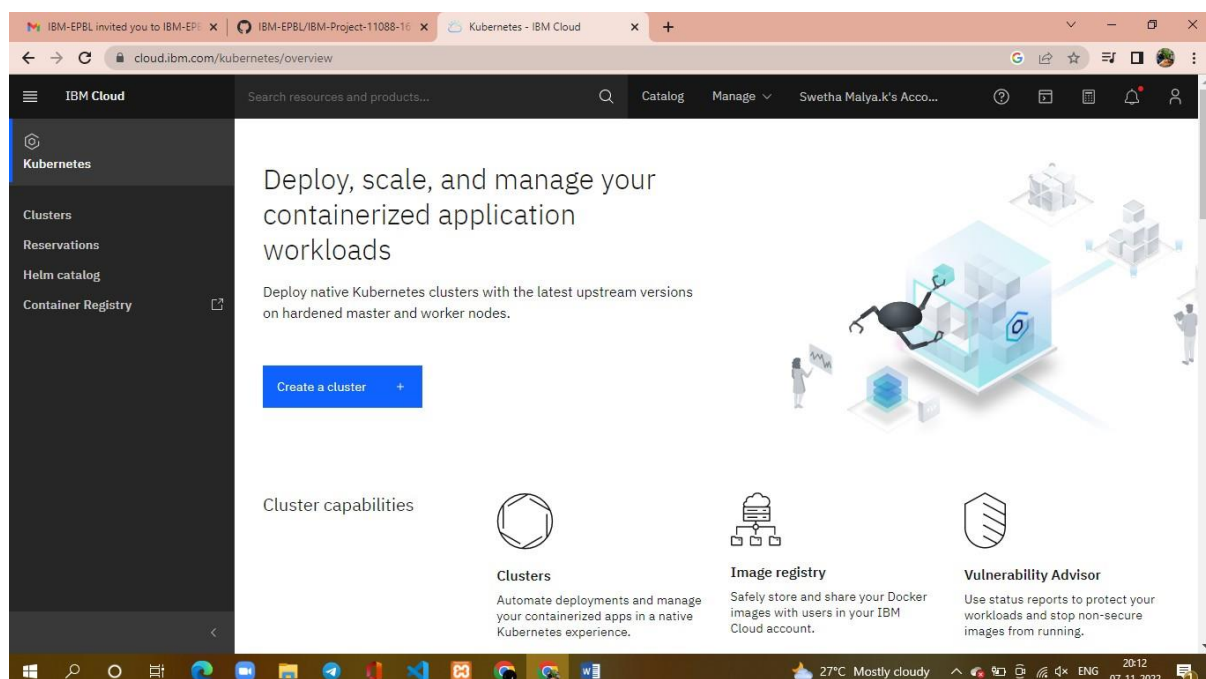 IBM-EPBL invited you to IBM-EPB
IBM-EPBL/IBM-Project-11088-16
Kubernetes - IBM Cloud
cloud.ibm.com/kubernetes/overview
IBM Cloud
Search resources and products...
Catalog
Manage
Swetha Malya.k's Acco...
Kubernetes
Clusters
Reservations
Helm catalog
Container Registry
Deploy, scale, and manage your
containerized application
workloads
Deploy native Kubernetes clusters with the latest upstream versions
on hardened master and worker nodes.
Create a cluster +
Cluster capabilities
Clusters
Automate deployments and manage
your containerized apps in a native
Kubernetes experience.
Image registry
Safely store and share your Docker
images with users in your IBM
Cloud account.
Vulnerability Advisor
Use status reports to protect your
workloads and stop non-secure
images from running.
27°C Mostly cloudy
ENG
20:12
07-11-2022